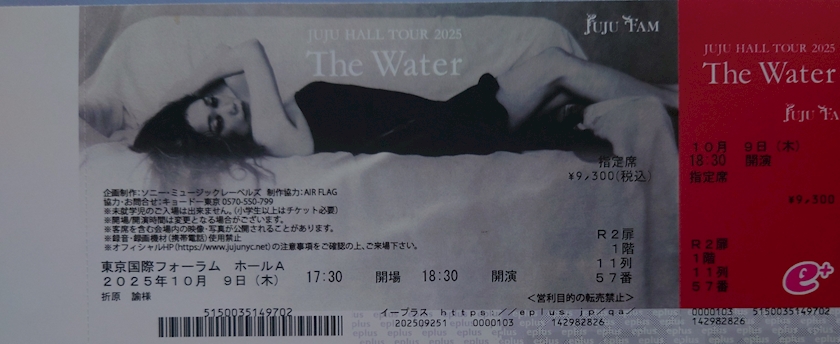 JUJU HALL TOUR 2025
The Water
JUJU FAM
指定席
¥9,300(税込)
企画制作:ソニー・ミュージックレーベルズ 制作協力:AIR FLAG
協力・お問合せ:キョードー東京 0570-550-799
※未就学児のご入場は出来ません。(小学生以上はチケット必要)
※開場/開演時間は変更となる場合がございます。
※客席を含む会場内の映像・写真が公開されることがあります。
※録音・録画機材(携帯電話)使用禁止
※オフィシャルHP(https://www.jujunyc.net)の注意事項をご確認の上、ご来場下さい。
R2扉
1階
11列
57番
東京国際フォーラム ホールA
2025年10月 9日(木) 17:30 開場 18:30 開演
折原 諭様
<営利目的の転売禁止>
5150035149702
イープラス https://eplus.jp/qa/
2025092S1 0000103 142982826
JUJU HALL TOUR 2025
The Water
JUJU FA
10月 9日(木)
18:30 開演
指定席
¥9,300
R2扉
1階
11列
57番
e+
0000103 5150035149702
142982826